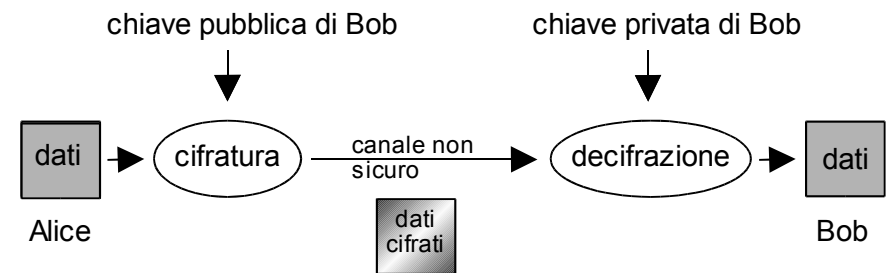 chiave pubblica di Bob
chiave privata di Bob
dati
cifratura
canale non
sicuro
decifrazione
dati
Alice
dati
cifrati
Bob